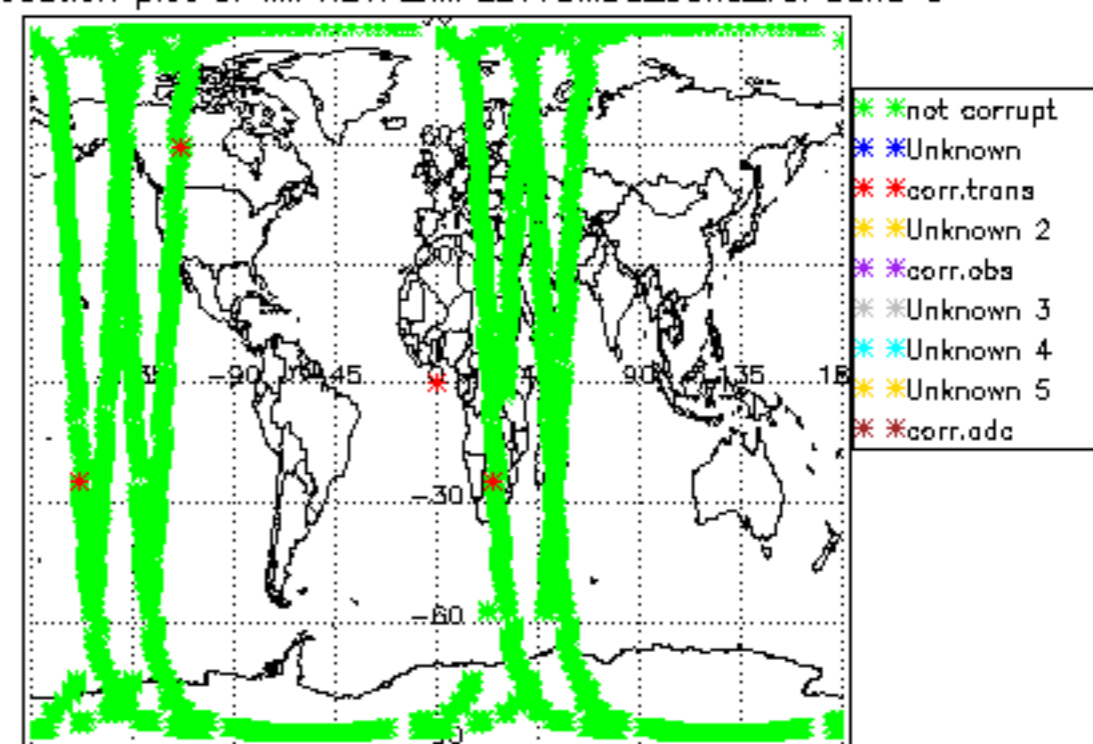 60
not corrupt
Unknown
corr.trans
Unknown 2
corr.obs
Unknown 3
Unknown 4
Unknown 5
corr.adc
-90 -45 90 135
-30
-60